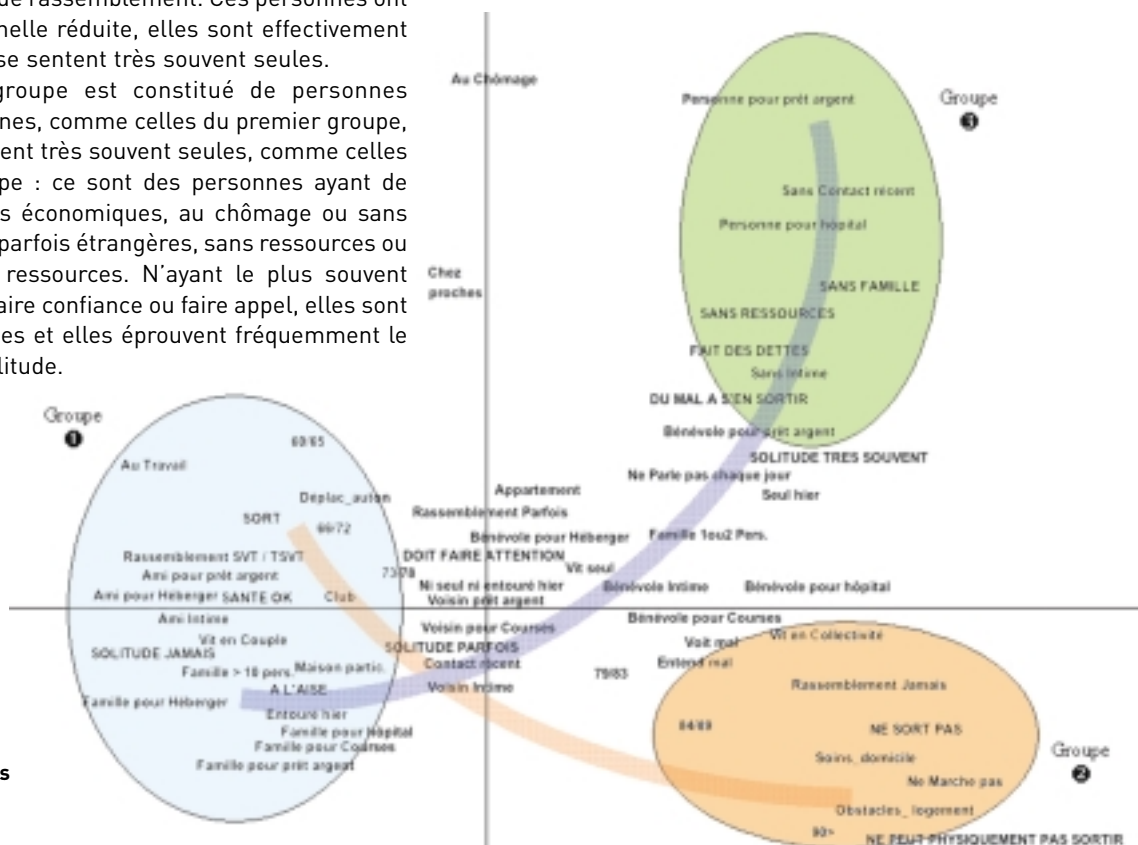 de rassemblement. Ces personnes ont
nelle réduite, elles sont effectivement
se sentent très souvent seules.
groupe est constitué de personnes
nes, comme celles du premier groupe,
ent très souvent seules, comme celles
pe : ce sont des personnes ayant de
s économiques, au chômage ou sans
parfois étrangères, sans ressources ou
ressources. N'ayant le plus souvent
aire confiance ou faire appel, elles sont
es et elles éprouvent fréquemment le
litude.
Au Chômage
Personne pour prêt argent
Groupe
3
Sans Contact récent
Personne pour hôpital
Chez
proches
SANS FAMILLE
SANS RESSOURCES
FAIT DES DETTES
Sans Intime
DU MAL A S'EN SORTIR
Bénévole pour prêt argent
SOLITUDE TRES SOUVENT
Ne Parle pas chaque jour
Seul hier
Groupe
1
60/65
Au Travail
Déplac_auton
SORT
66/72
Rassemblement SVT / TSVT
Ami pour prêt argent
73/78
Ami pour Héberger SANTE OK
Club
Ami Intime
Vit en Couple
SOLITUDE JAMAIS
Famille > 10 pers.
Maison partic.
A L'AISE
Famille pour Héberger
Entouré hier
Famille pour Hôpital
Famille pour Courses
Famille pour prêt argent
Appartement
Rassemblement Parfois
Bénévole pour Héberger
Famille 1ou2 Pers.
DOIT FAIRE ATTENTION
Vit seul
Ni seul ni entouré hier
Bénévole Intime
Bénévole pour hôpital
Voisin prêt argent
Voisin pour Courses
Bénévole pour Courses
SOLITUDE PARFOIS
Contact récent
Voisin Intime
Voit mal
Vit en Collectivité
Entend mal
79/83
Rassemblement Jamais
84/89
NE SORT PAS
Soins_domicile
Groupe
2
Ne Marche pas
Obstacles_logement
90>
NE PEUT PHYSIQUEMENT PAS SORTIR
s